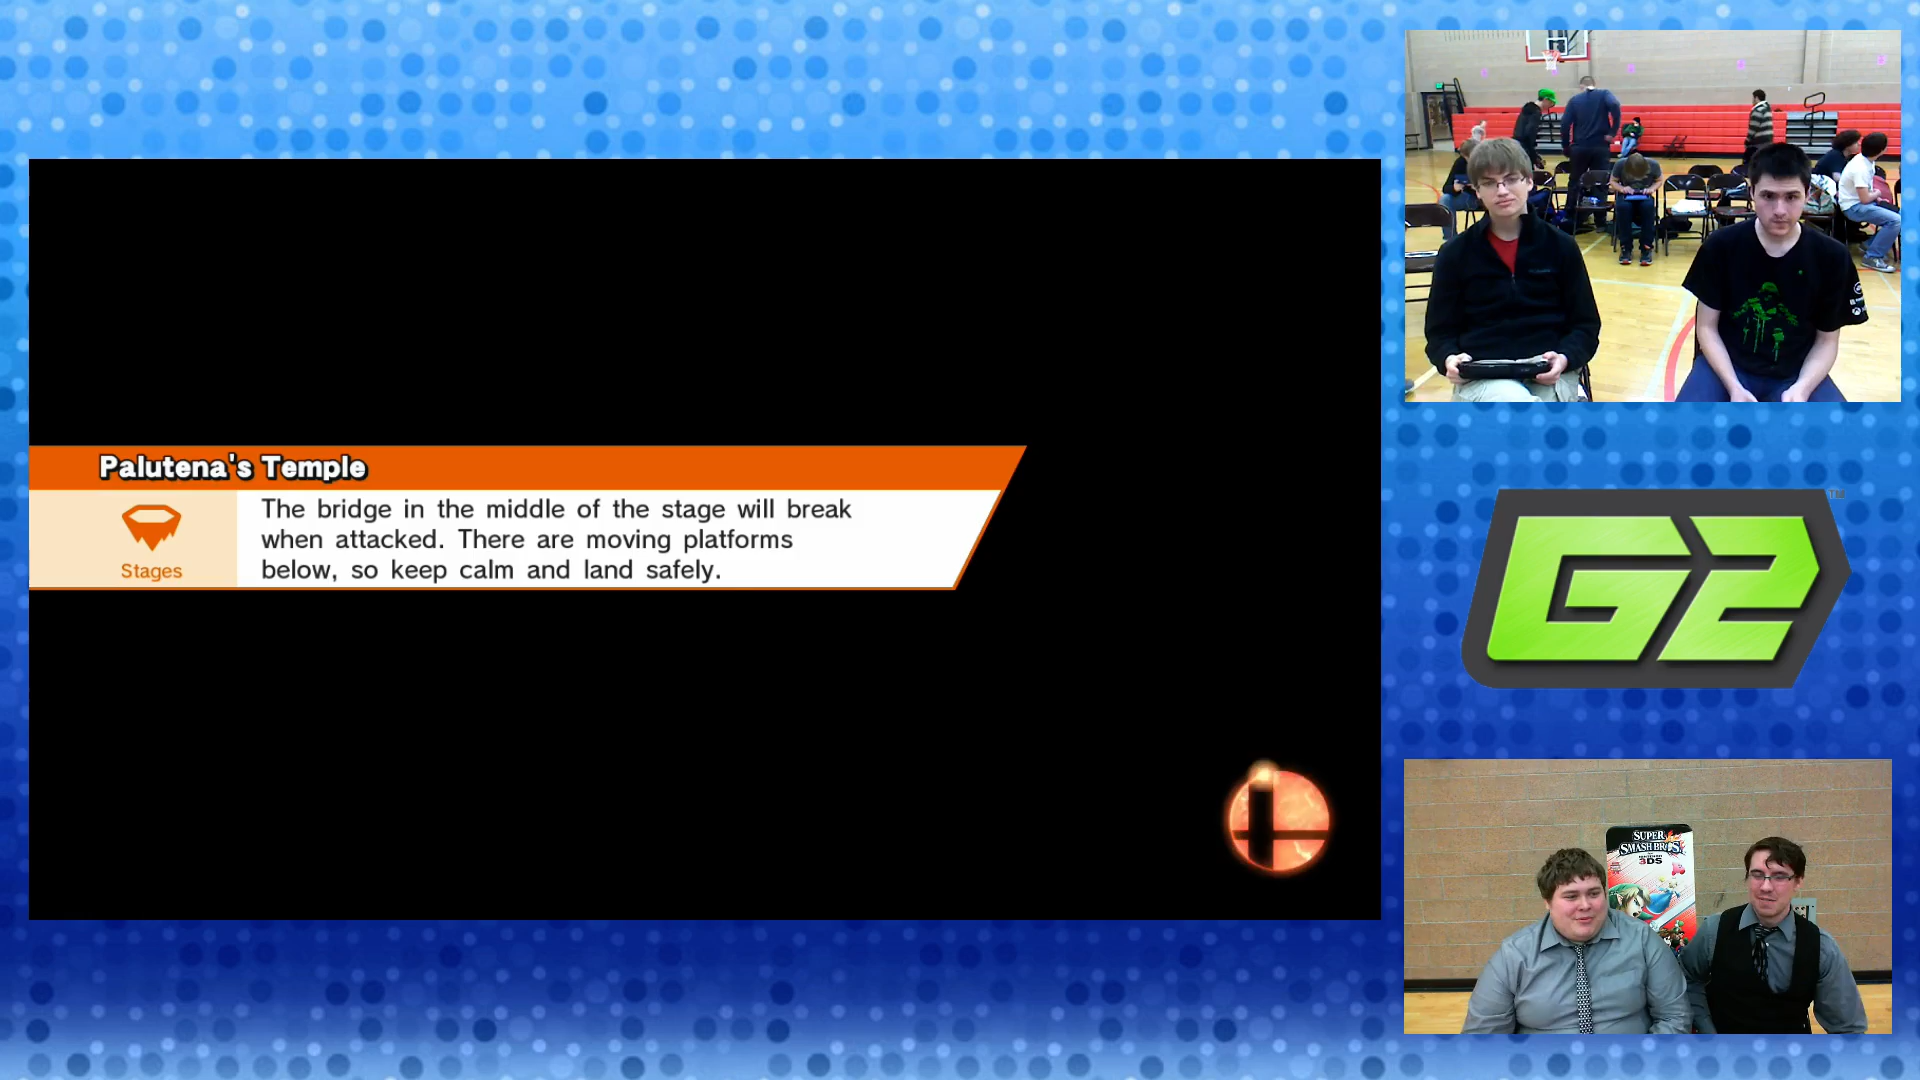 Palutena's Temple
The bridge in the middle of the stage will break
when attacked. There are moving platforms
below, so keep calm and land safely.
Stages
G2
SUPER
SMASH BROS
3DS